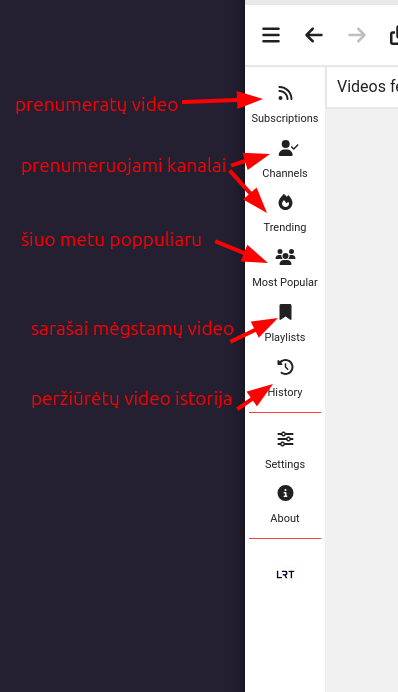 Videos fe
prenumeratų video
Subscriptions
prenumeruojami kanalai
Channels
Trending
šiuo metu poppuliaru
Most Popular
sarašai mėgstamų video
Playlists
peržiūrėtų video istorija
History
Settings
About
LRT